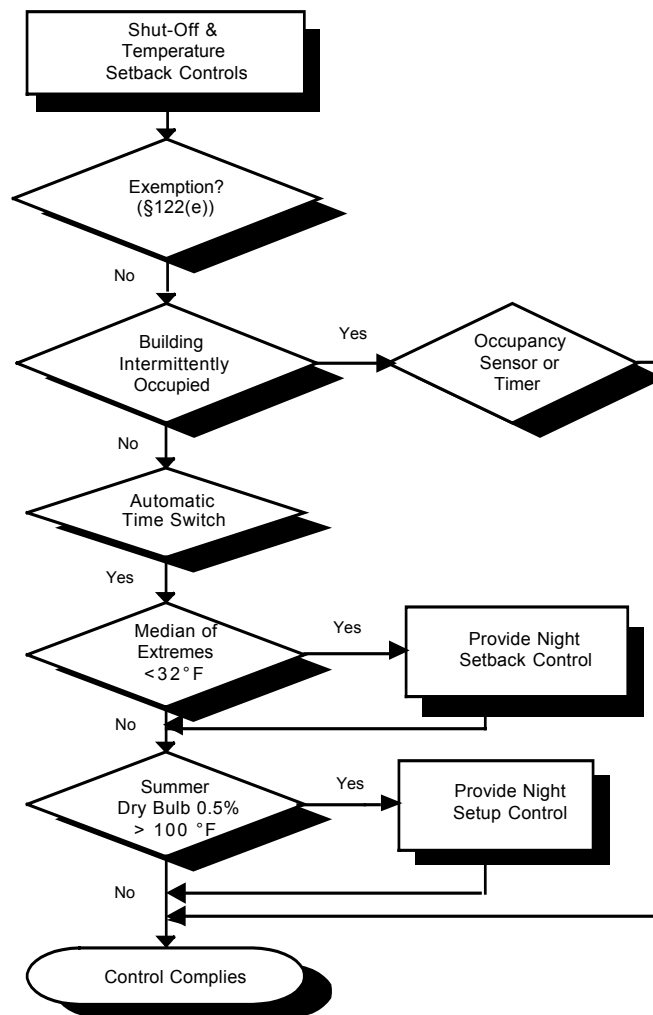 Shut-Off &
Temperature
Setback Controls
Exemption?
(§122(e))
No
Building
Intermittently
Occupied
Yes
Occupancy
Sensor or
Timer
No
Automatic
Time Switch
Yes
Median of
Extremes
<32°F
Yes
Provide Night
Setback Control
No
Summer
Dry Bulb 0.5%
> 100 °F
Yes
Provide Night
Setup Control
No
Control Complies